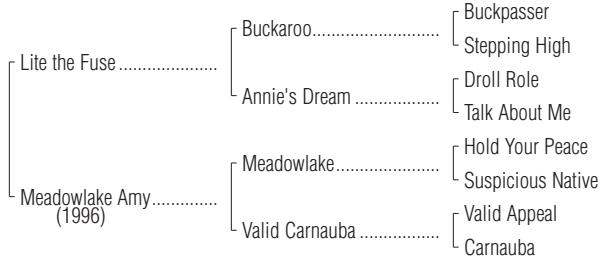 Buckpasser
Buckaroo
Stepping High
Lite the Fuse
Droll Role
Annie's Dream
Talk About Me
Hold Your Peace
Meadowlake
Suspicious Native
Meadowlake Amy
(1996)
Valid Appeal
Valid Carnauba
Carnauba